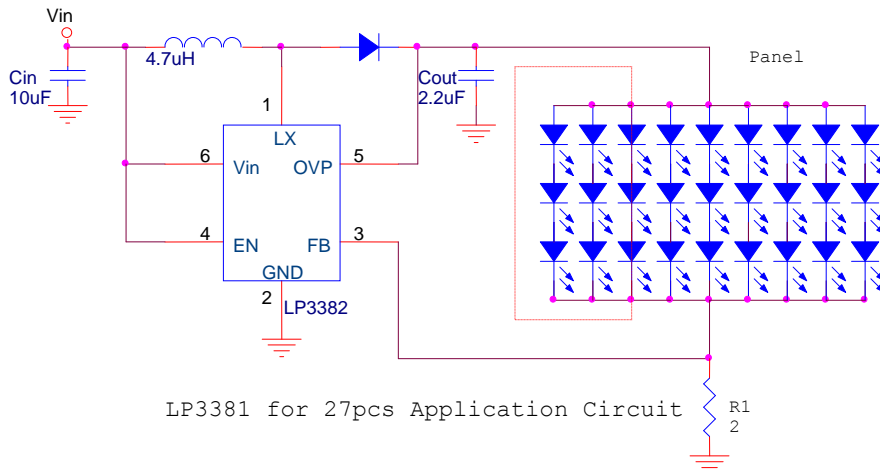 Vin
4.7uH
Panel
Cin
10uF
Cout
2.2uF
1
LX
6
Vin
OVP
5
4
EN
FB
3
GND
2
LP3382
LP3381 for 27pcs Application Circuit
R1
2